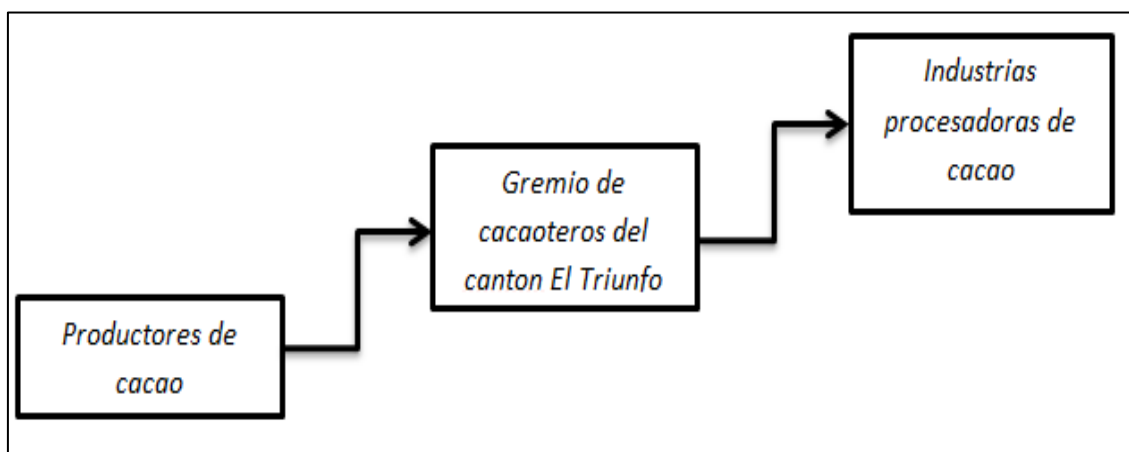 Productores de
cacao
Gremio de
cacaoteros del
canton El Triunfo
Industrias
procesadoras de
cacao